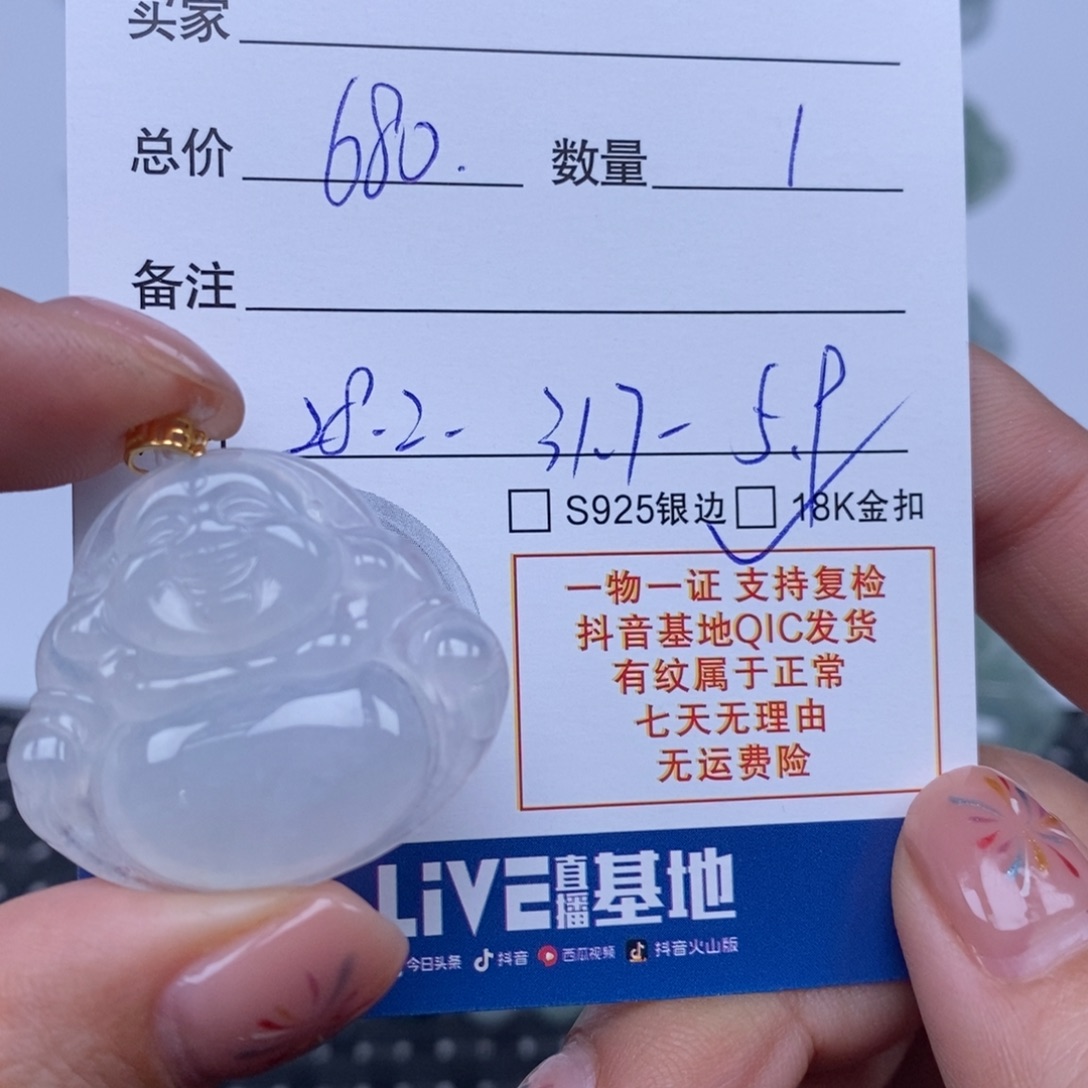 买家
总价 680. 数量 1
备注
28.2- 31.7- 5.9
S925银边 18K金扣
一物一证 支持复检
抖音基地QIC发货
有纹属于正常
七天无理由
无运费险
LiVE直播基地
今日头条 抖音 西瓜视频 抖音火山版